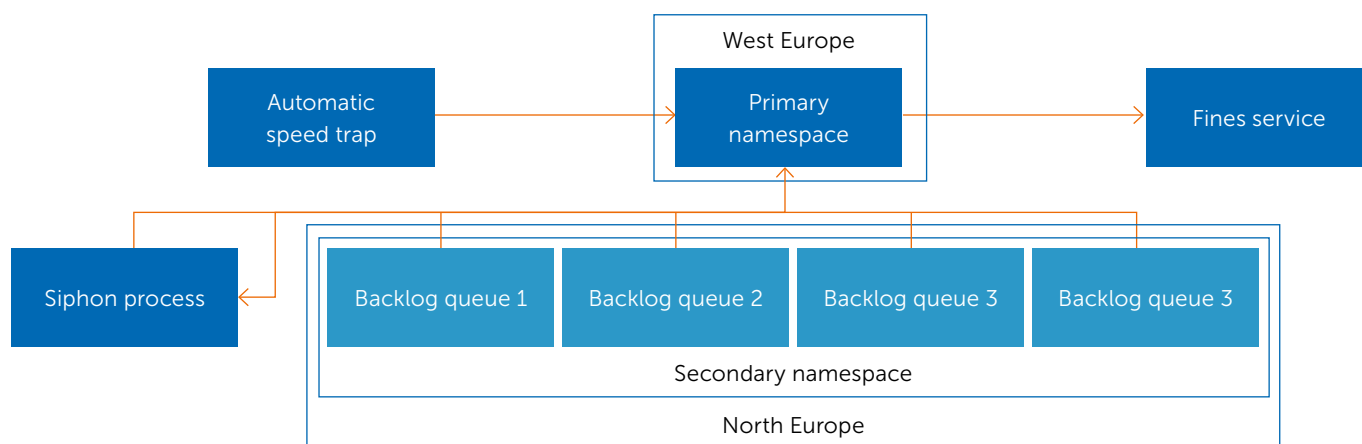 West Europe
Automatic
speed trap
Primary
namespace
Fines service
Siphon process
Backlog queue 1
Backlog queue 2
Backlog queue 3
Backlog queue 3
Secondary namespace
North Europe